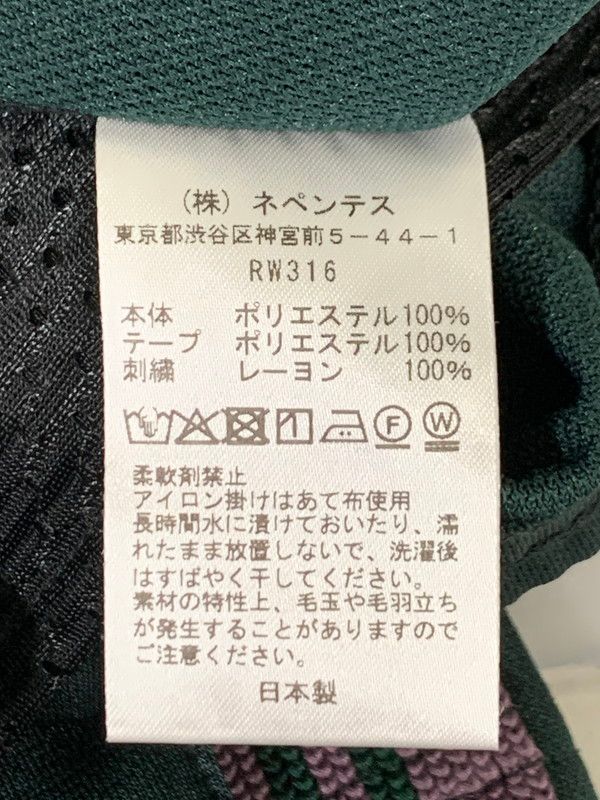 （株）ネペンテス
東京都渋谷区神宮前５－４４－１
RW316
本体 ポリエステル100%
テープ ポリエステル100%
刺繍 レーヨン 100%
F W
柔軟剤禁止
アイロン掛けはあて布使用
長時間水に漬けておいたり、濡
れたまま放置しないで、洗濯後
はすばやく干してください。
素材の特性上、毛玉や毛羽立ち
が発生することがありますので
ご注意ください。
日本製